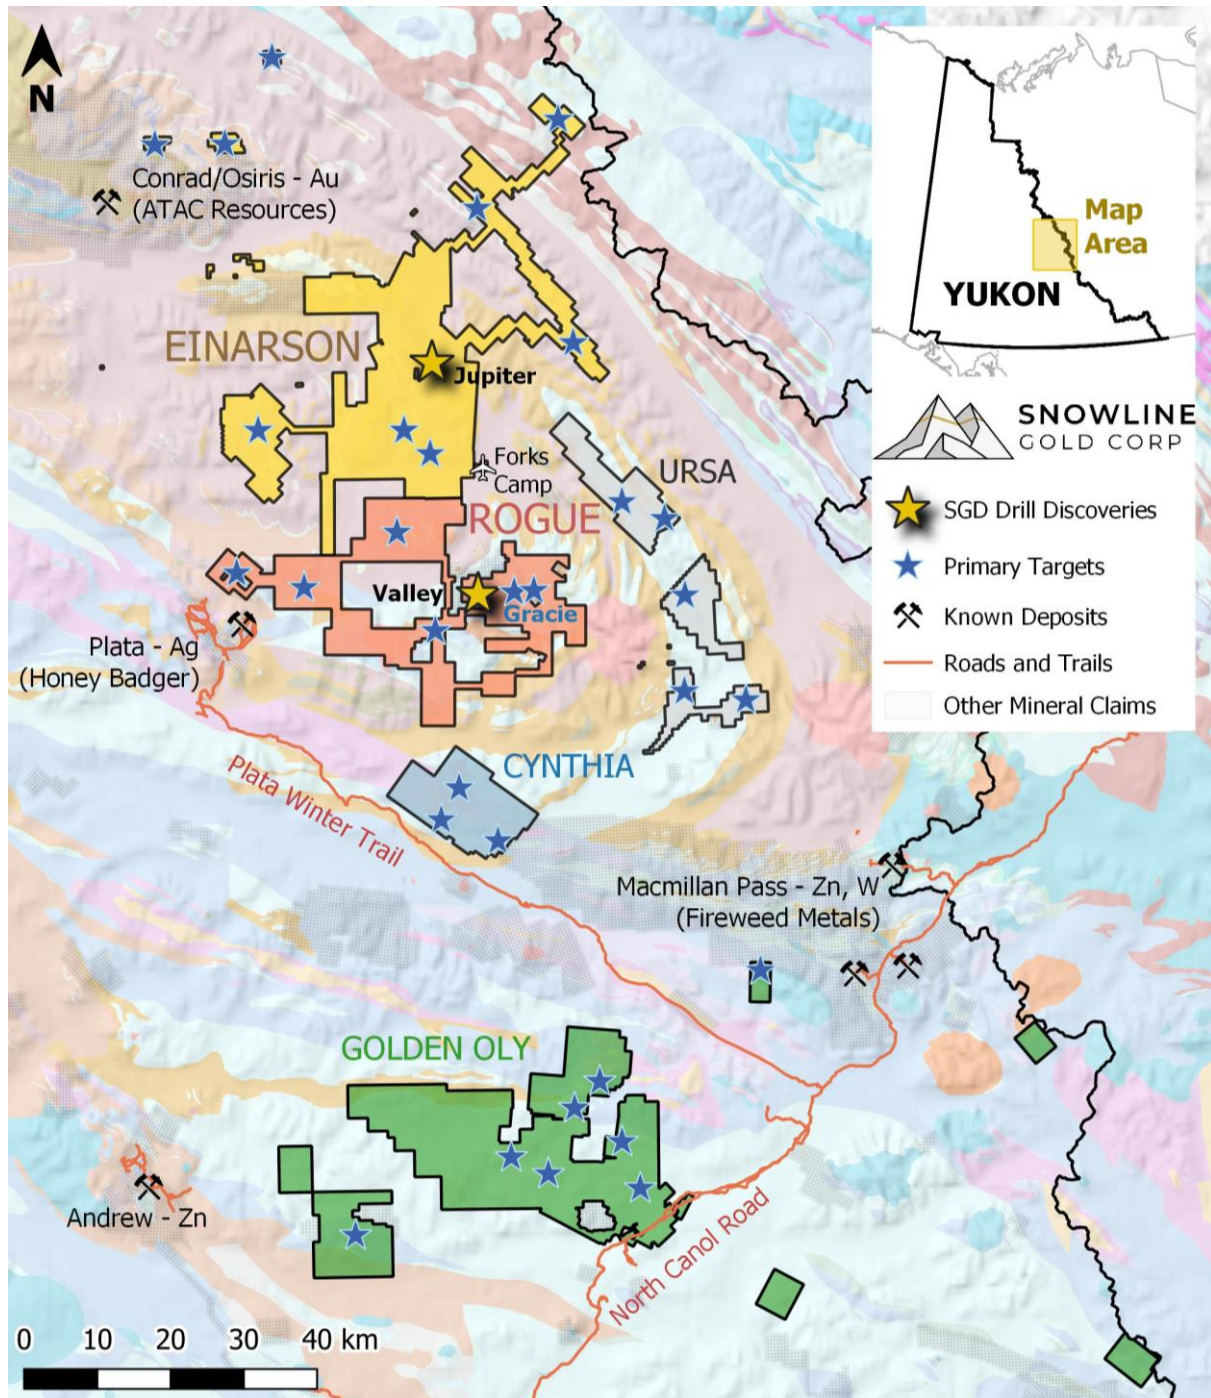 N
Conrad/Osiris - Au
(ATAC Resources)
Map
Area
YUKON
EINARSON
Jupiter
SNOWLINE
GOLD CORP
Forks
Camp
URSA
ROGUE
SGD Drill Discoveries
Primary Targets
Valley
Gracie
Known Deposits
Plata - Ag
(Honey Badger)
Roads and Trails
Other Mineral Claims
CYNTHIA
Plata Winter Trail
Macmillan Pass - Zn, W
(Fireweed Metals)
GOLDEN OLY
Andrew - Zn
North Canol Road
0 10 20 30 40 km